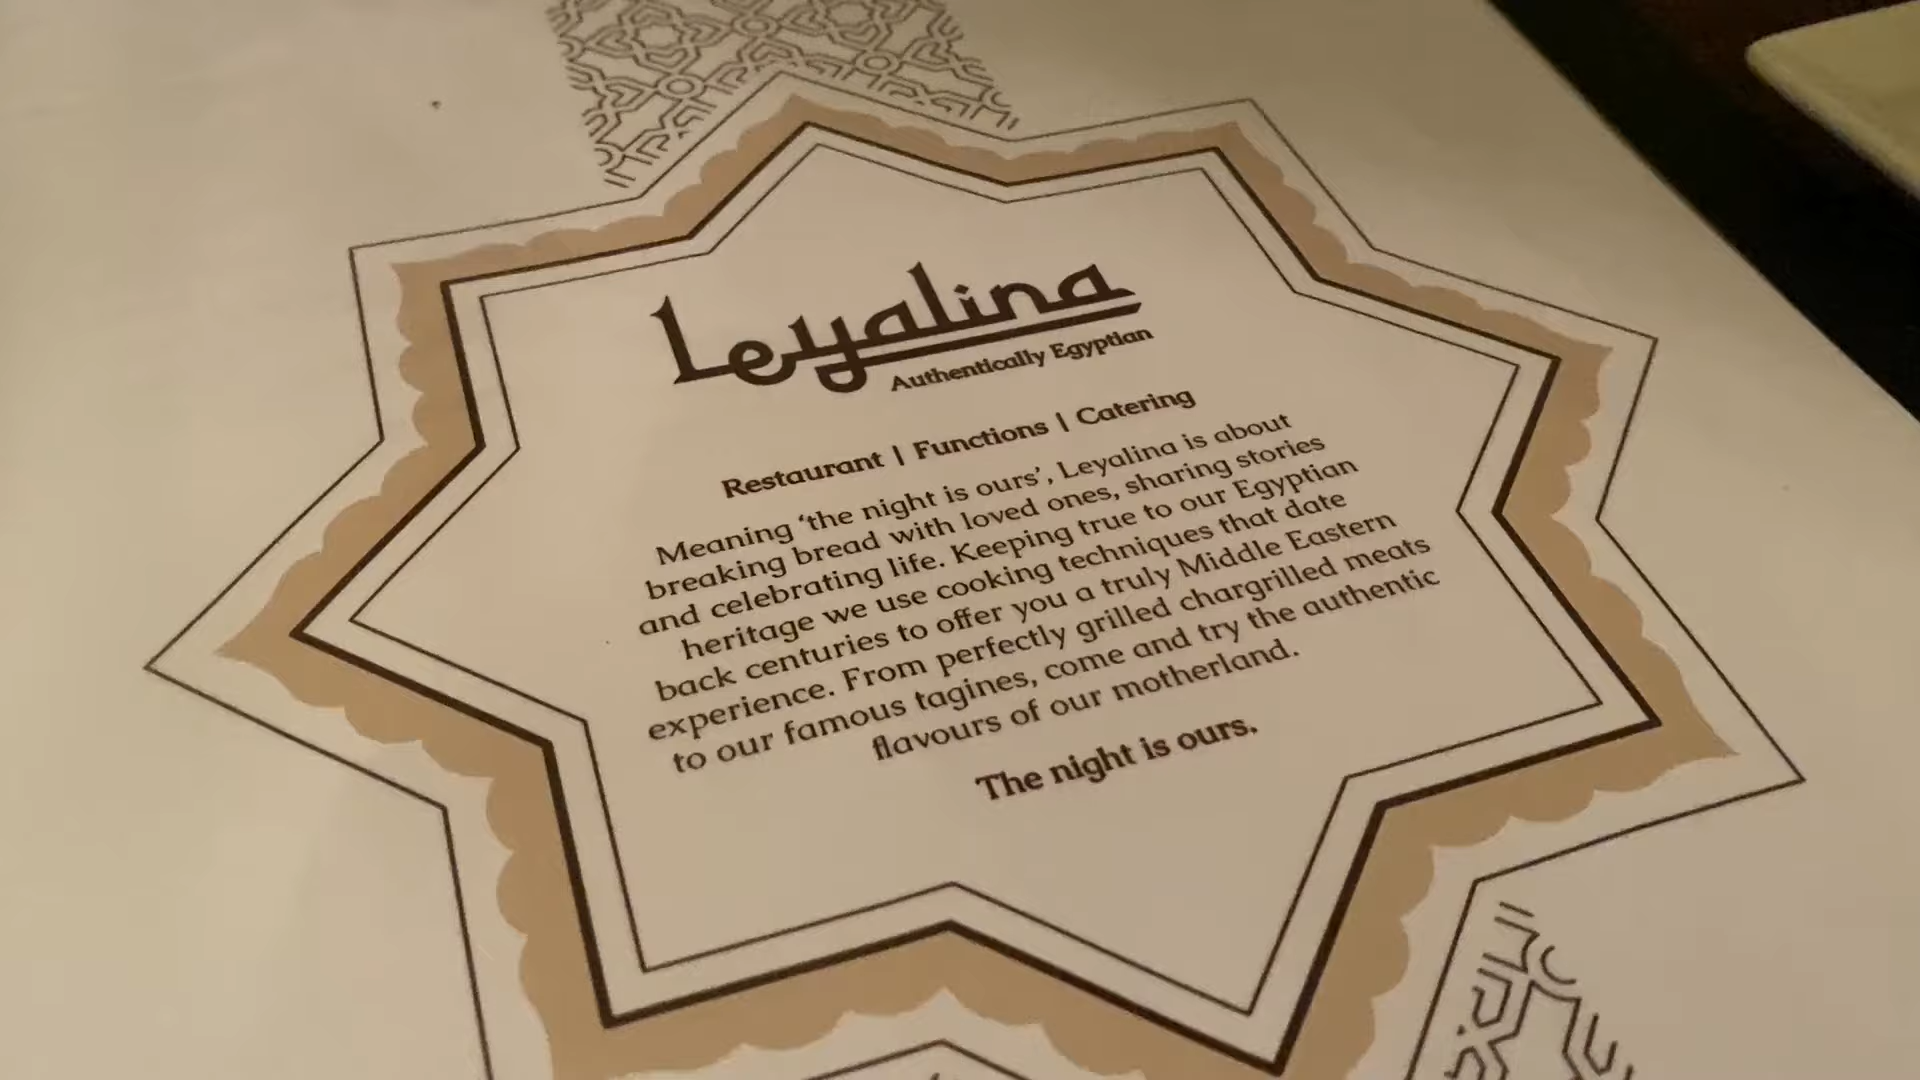 Leyalina
Authentically Egyptian
Restaurant | Functions | Catering
Meaning ‘the night is ours’, Leyalina is about
breaking bread with loved ones, sharing stories
and celebrating life. Keeping true to our Egyptian
heritage we use cooking techniques that date
back centuries to offer you a truly Middle Eastern
experience. From perfectly grilled chargrilled meats
to our famous tagines, come and try the authentic
flavours of our motherland.
The night is ours.